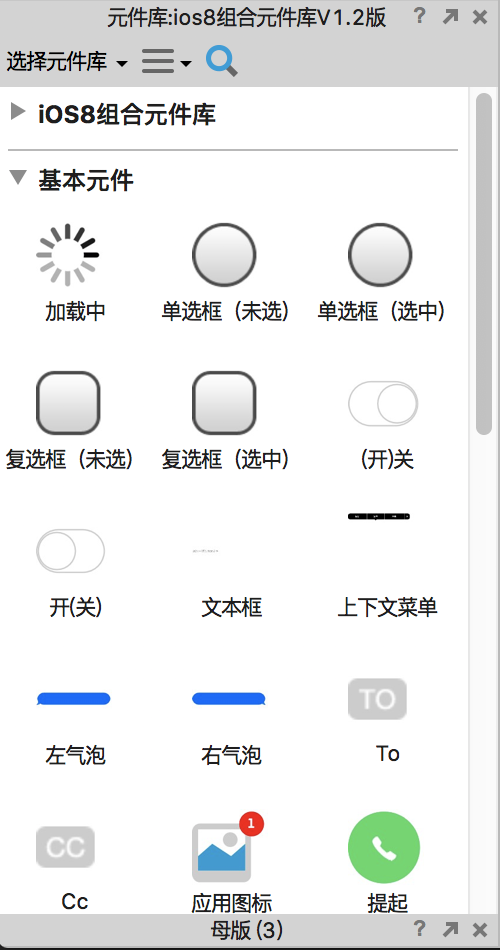 元件库:ios8组合元件库V1.2版
选择元件库
iOS8组合元件库
基本元件
加载中 单选框（未选） 单选框（选中）
复选框（未选） 复选框（选中） (开)关
开(关) 文本框 上下文菜单
TO
左气泡 右气泡 To
CC 1
Cc 应用图标 提起
母版 (3)